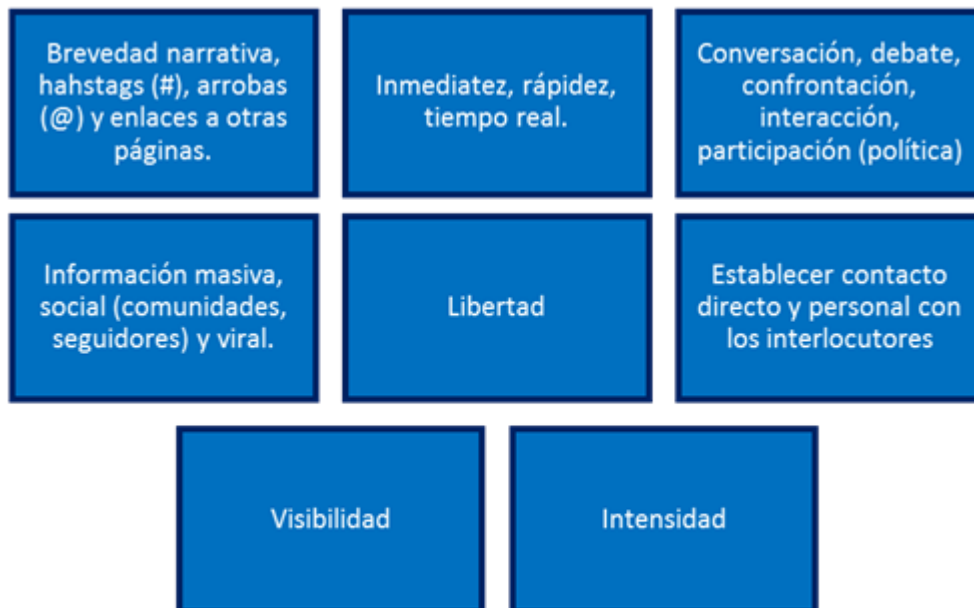 Brevedad narrativa,
hahstags (#), arrobas
(@) y enlaces a otras
páginas.
Inmediatez, rápidez,
tiempo real.
Conversación, debate,
confrontación,
interacción,
participación (política)
Información masiva,
social (comunidades,
seguidores) y viral.
Libertad
Establecer contacto
directo y personal con
los interlocutores
Visibilidad
Intensidad